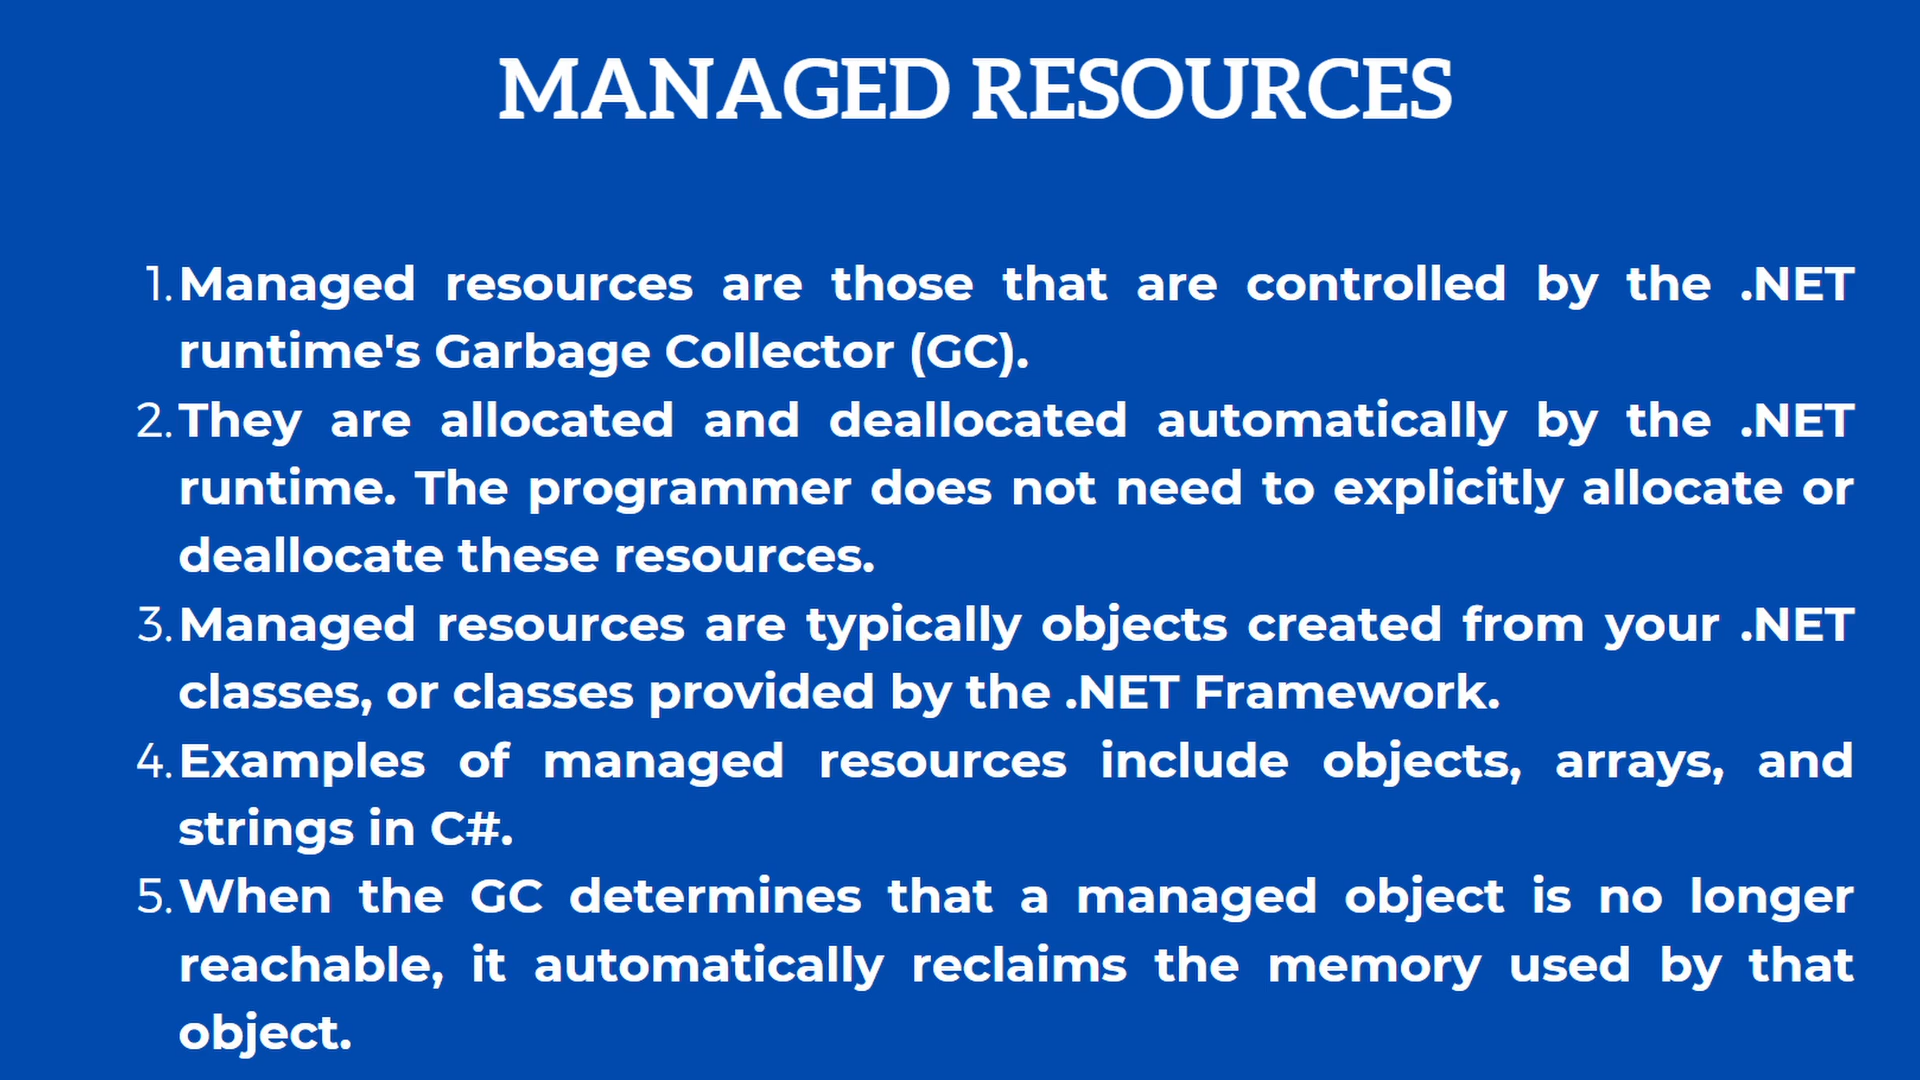 MANAGED RESOURCES
1. Managed resources are those that are controlled by the .NET
runtime's Garbage Collector (GC).
2. They are allocated and deallocated automatically by the .NET
runtime. The programmer does not need to explicitly allocate or
deallocate these resources.
3. Managed resources are typically objects created from your .NET
classes, or classes provided by the .NET Framework.
4. Examples of managed resources include objects, arrays, and
strings in C#.
5. When the GC determines that a managed object is no longer
reachable, it automatically reclaims the memory used by that
object.